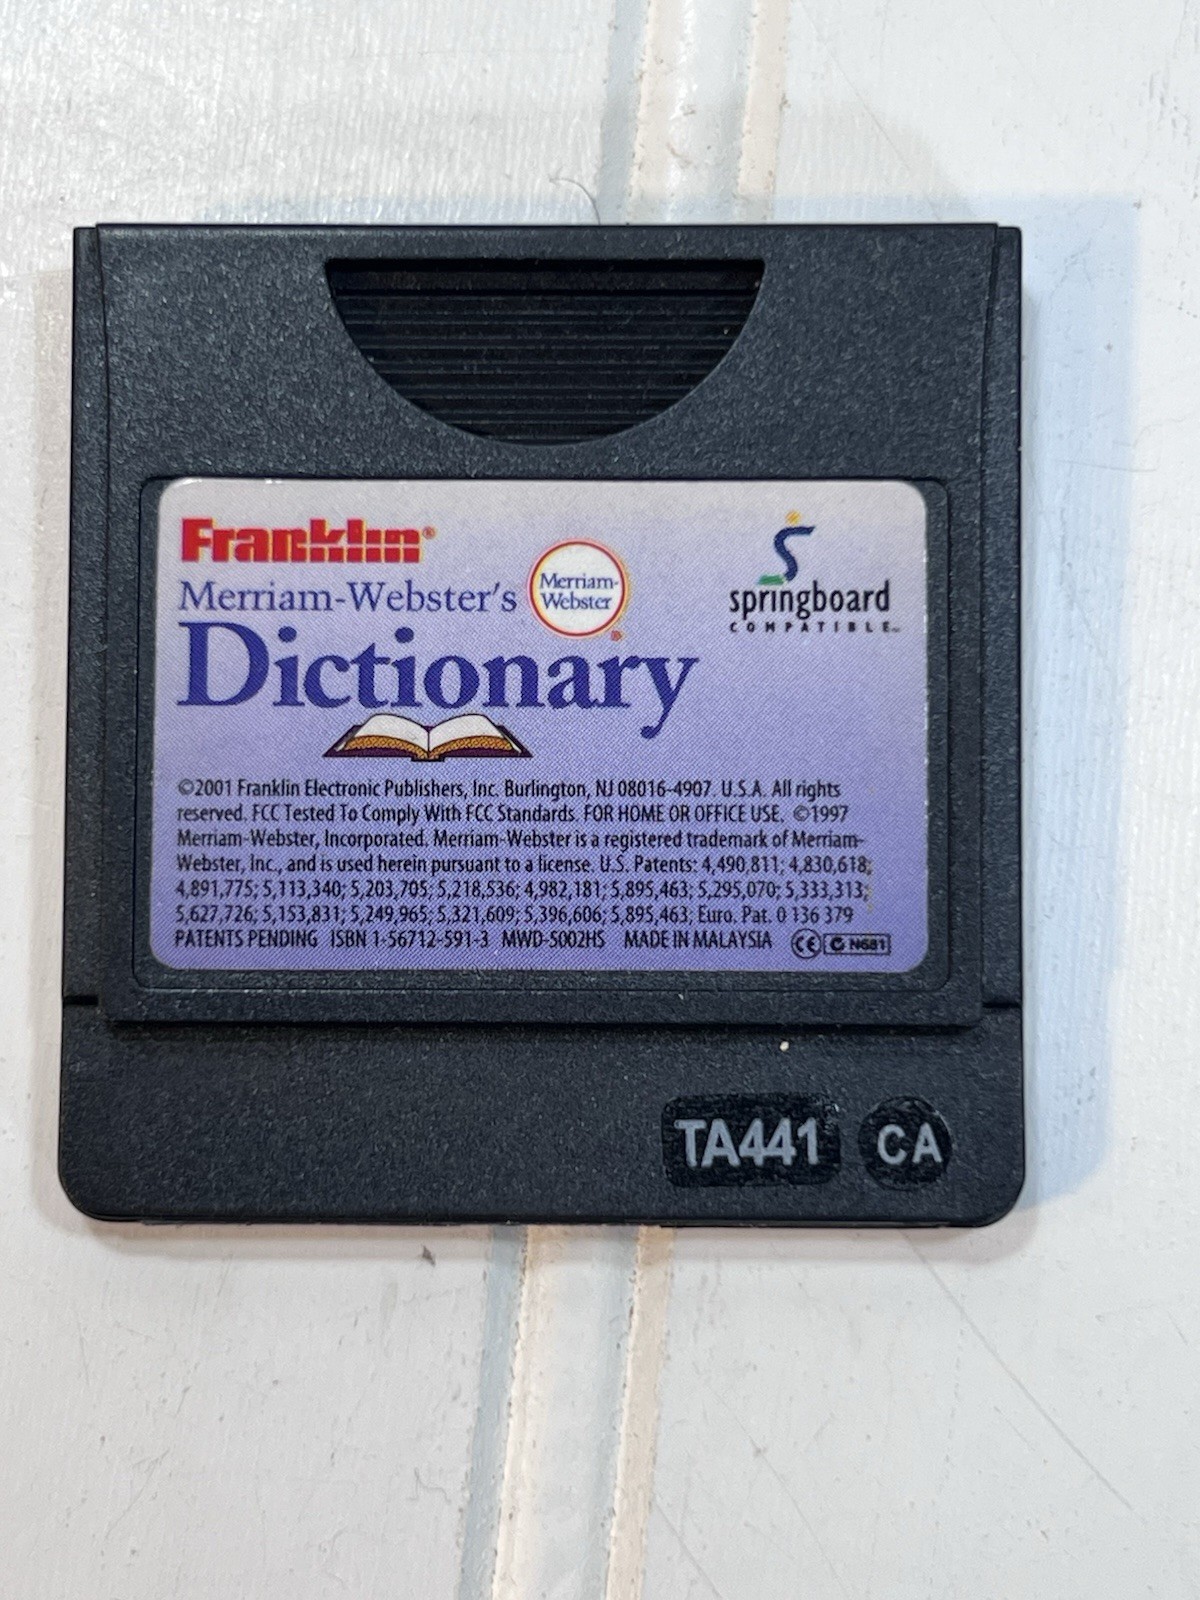 Franklin®
Merriam-Webster's
Merriam-
Webster
®
Dictionary
springboard
COMPATIBLE™
©2001 Franklin Electronic Publishers, Inc. Burlington, NJ 08016-4907. U.S.A. All rights
reserved. FCC Tested To Comply With FCC Standards. FOR HOME OR OFFICE USE. ©1997
Merriam-Webster, Incorporated. Merriam-Webster is a registered trademark of Merriam-
Webster, Inc., and is used herein pursuant to a license. U.S. Patents: 4,490,811; 4,830,618;
4,891,775; 5,113,340; 5,203,705; 5,218,536; 4,982,181; 5,895,463; 5,295,070; 5,333,313;
5,627,726; 5,153,831; 5,249,965; 5,321,609; 5,396,606; 5,895,463; Euro. Pat. 0 136 379
PATENTS PENDING ISBN 1-56712-591-3 MWD-5002HS MADE IN MALAYSIA CE N681
TA441 CA